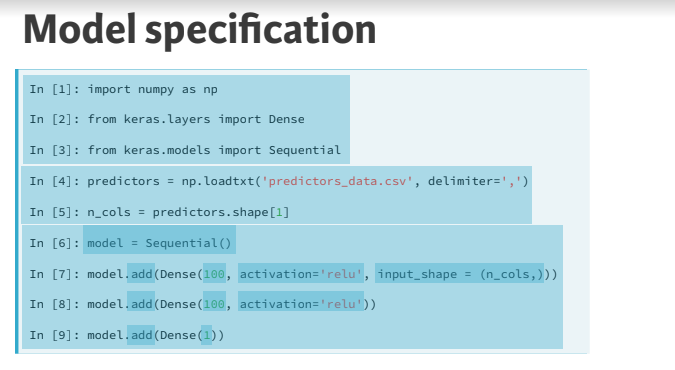 Model specification
In [1]: import numpy as np
In [2]: from keras.layers import Dense
In [3]: from keras.models import Sequential
In [4]: predictors = np.loadtxt('predictors_data.csv', delimiter=',')
In [5]: n_cols = predictors.shape[1]
In [6]: model = Sequential()
In [7]: model.add(Dense(100, activation='relu', input_shape = (n_cols,)))
In [8]: model.add(Dense(100, activation='relu'))
In [9]: model.add(Dense(1))